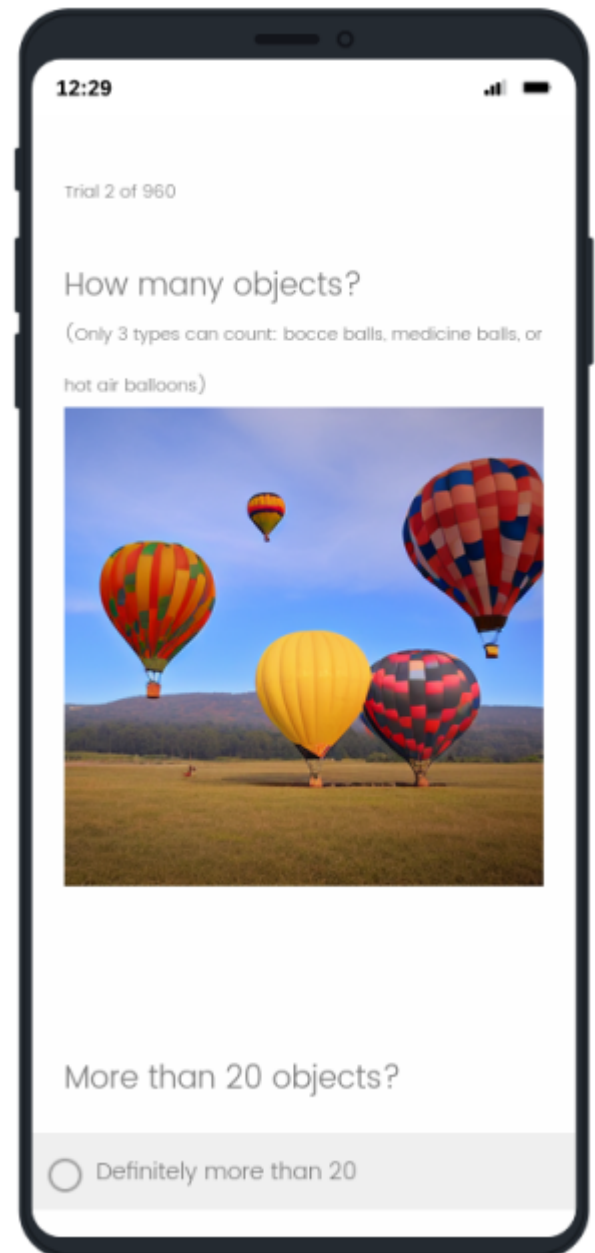 12:29
Trial 2 of 960
How many objects?
(Only 3 types can count: bocce balls, medicine balls, or
hot air balloons)
More than 20 objects?
Definitely more than 20